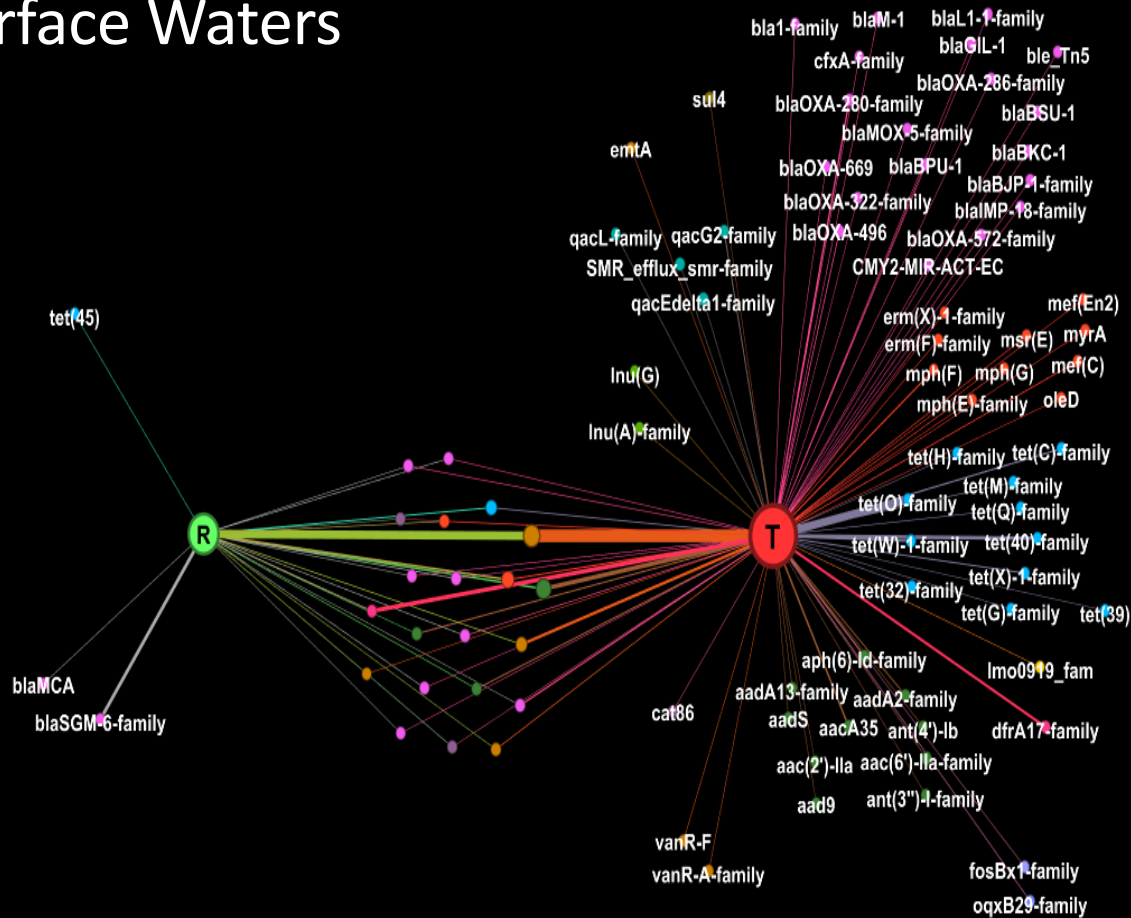 rface Waters
bla1-family
blaM-1
blaL1-1-family
blaGIL-1
ble_Tn5
cfxA-family
blaOXA-286-family
sul4
blaOXA-280-family
blaBSU-1
blaMOX-5-family
emtA
blaBKC-1
blaOXA-669
blaBPU-1
blaBJP-1-family
blaOXA-322-family
blaIMP-18-family
qacL-family
qacG2-family
blaOXA-496
blaOXA-572-family
SMR_efflux_smr-family
CMY2-MIR-ACT-EC
qacEdelta1-family
mef(En2)
tet(45)
erm(X)-1-family
erm(F)-family
msr(E)
myrA
lnu(G)
mph(F)
mph(G)
mef(C)
mph(E)-family
oleD
lnu(A)-family
tet(H)-family
tet(C)-family
tet(M)-family
tet(O)-family
tet(Q)-family
R
T
tet(W)-1-family
tet(40)-family
tet(X)-1-family
tet(32)-family
tet(G)-family
tet(39)
aph(6)-Id-family
lmo0919_fam
blaMCA
aadA13-family
aadA2-family
blaSGM-6-family
cat86
aadS
aacA35
ant(4')-Ib
dfrA17-family
aac(2')-IIa
aac(6')-IIa-family
aad9
ant(3")-I-family
vanR-F
vanR-A-family
fosBx1-family
oqxB29-family